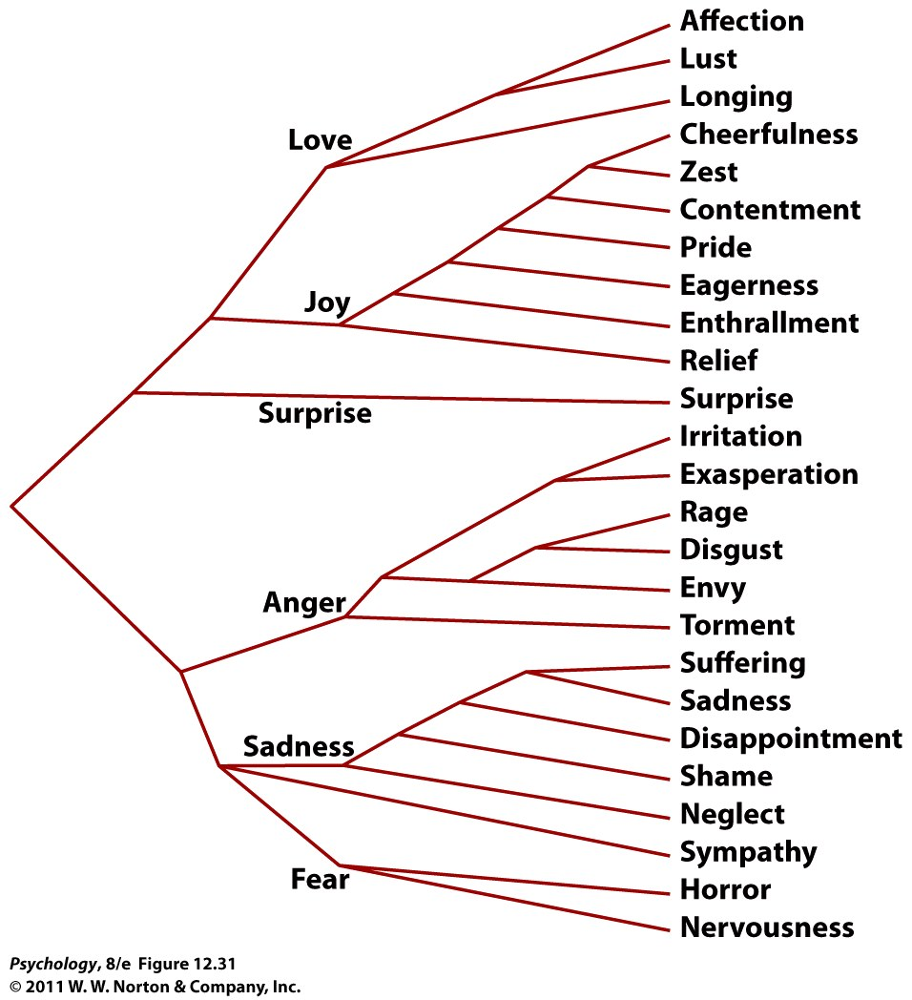 Affection
Lust
Longing
Love
Cheerfulness
Zest
Contentment
Pride
Eagerness
Joy
Enthrallment
Relief
Surprise
Surprise
Irritation
Exasperation
Rage
Disgust
Envy
Anger
Torment
Suffering
Sadness
Disappointment
Sadness
Shame
Neglect
Sympathy
Fear
Horror
Nervousness
Psychology, 8/e Figure 12.31
© 2011 W. W. Norton & Company, Inc.